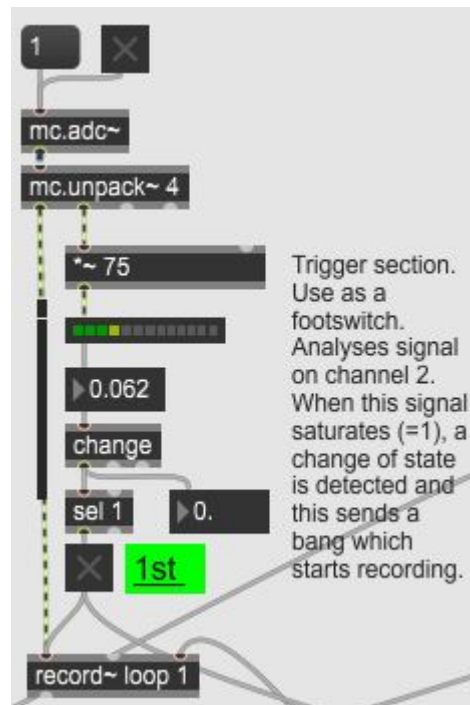 1
mc.adc~
mc.unpack~ 4
*~ 75
0.062
change
sel 1
0.
1st
record~ loop 1
Trigger section.
Use as a
footswitch.
Analyses signal
on channel 2.
When this signal
saturates (=1), a
change of state
is detected and
this sends a
bang which
starts recording.